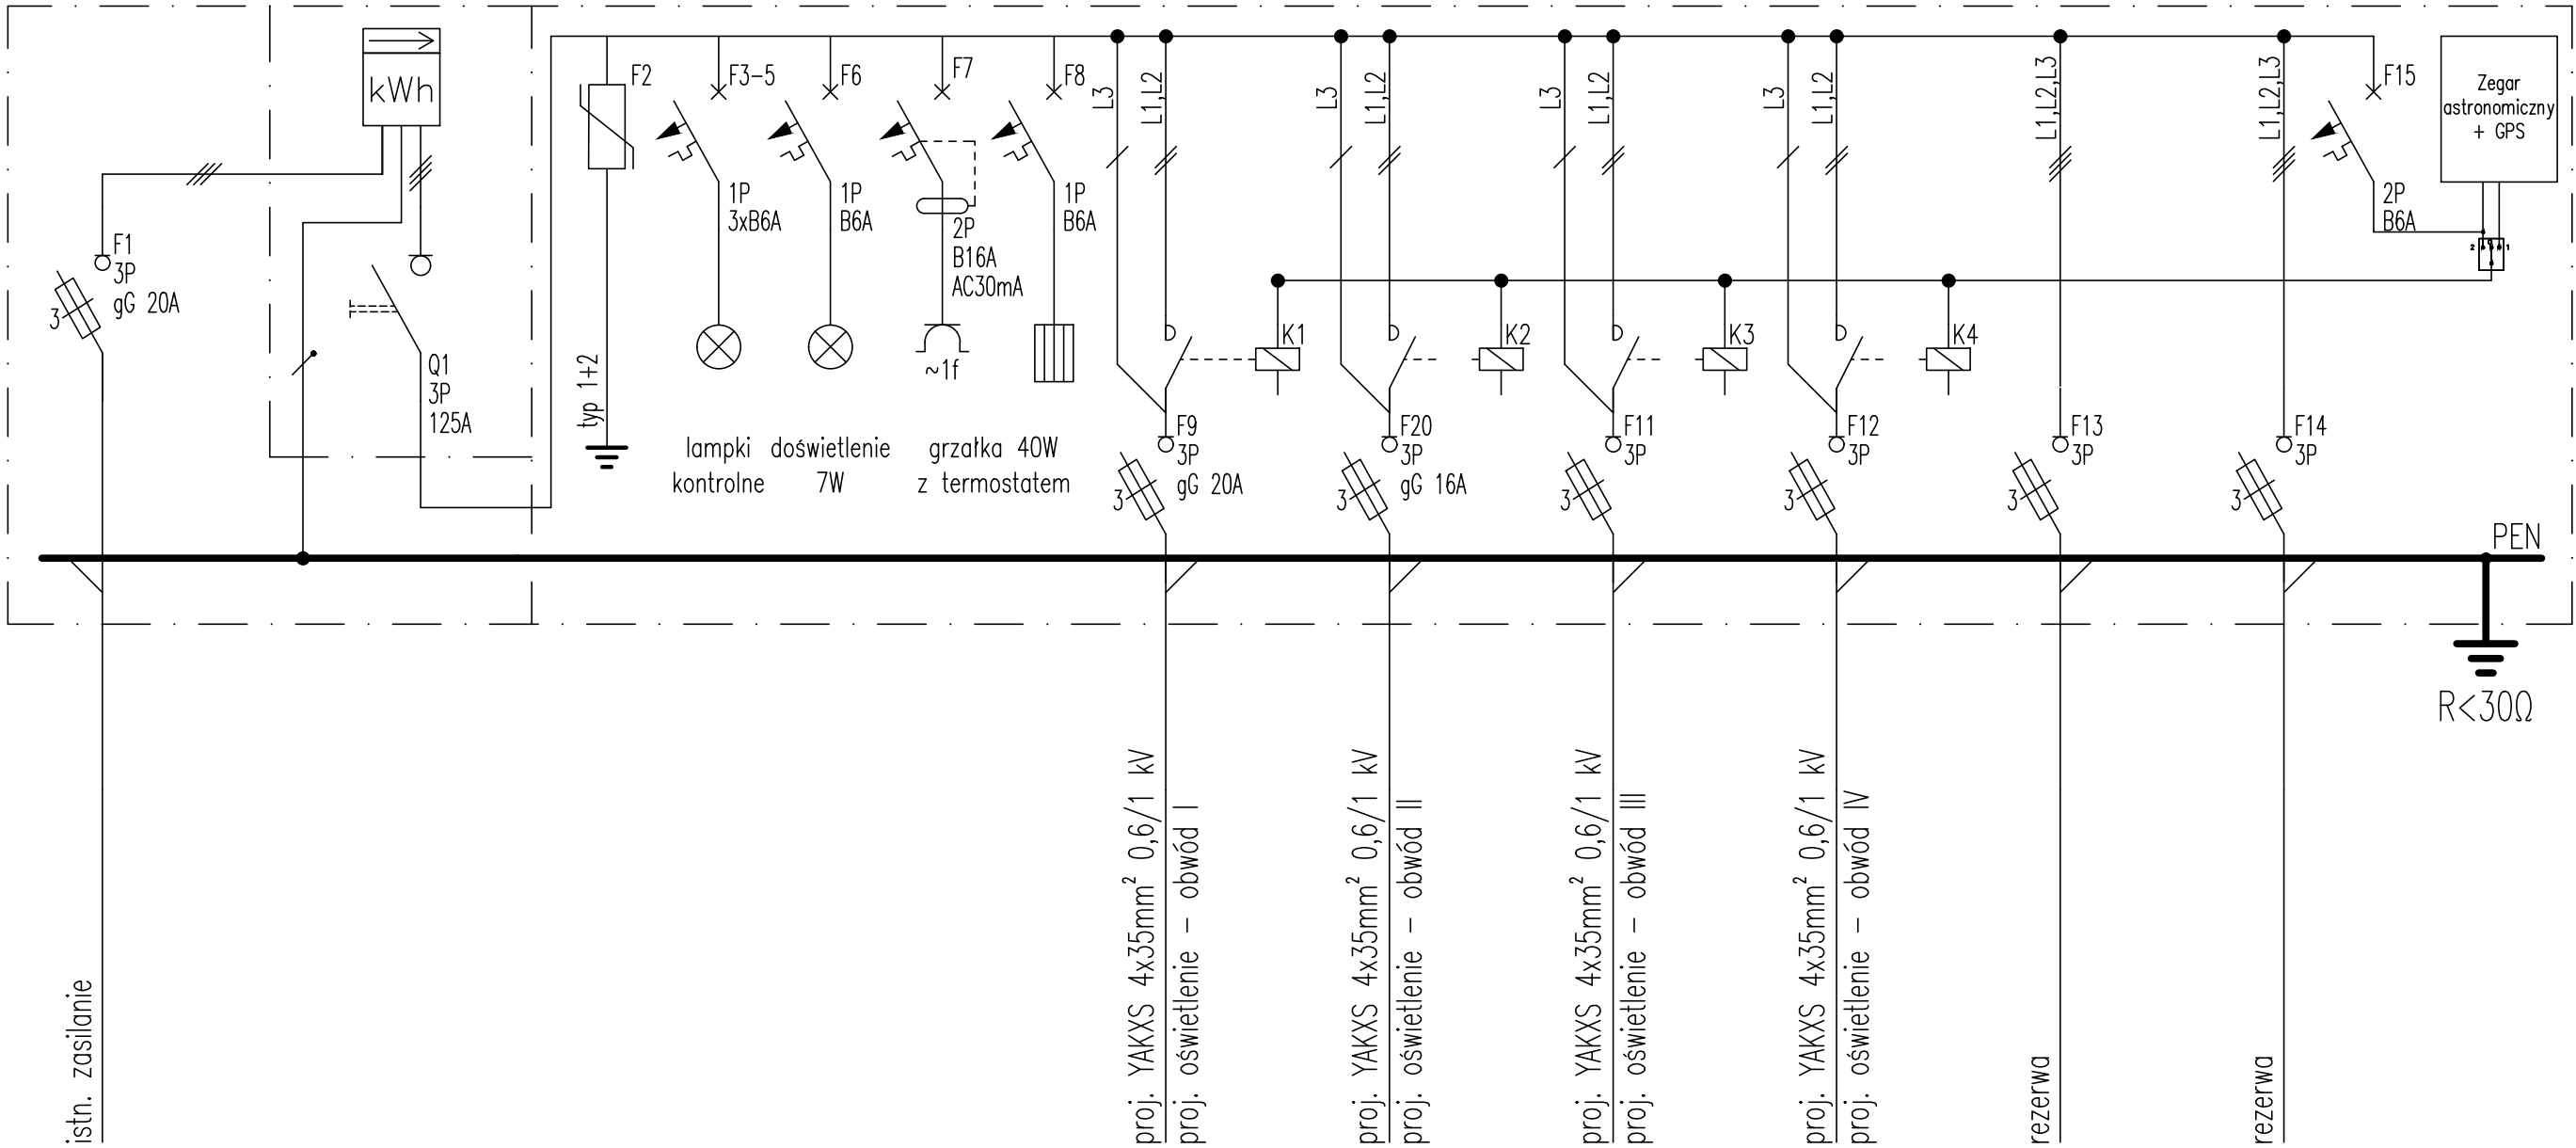 kWh
F1
3P
gG 20A
3
Q1
3P
125A
F2
typ 1+2
F3-5
1P
3xB6A
F6
1P
B6A
F7
2P
B16A
AC30mA
~1f
F8
1P
B6A
lampki
kontrolne
doświetlenie
7W
grzałka 40W
z termostatem
L3
L1,L2
K1
F9
3P
gG 20A
3
L3
L1,L2
K2
F20
3P
gG 16A
3
L3
L1,L2
K3
F11
3P
3
L3
L1,L2
K4
F12
3P
3
L1,L2,L3
F13
3P
3
L1,L2,L3
F14
3P
3
F15
2P
B6A
Zegar
astronomiczny
+ GPS
2
1
PEN
R<30Ω
istn. zasilanie
proj. YAKXS 4x35mm² 0,6/1 kV
proj. oświetlenie - obwód I
proj. YAKXS 4x35mm² 0,6/1 kV
proj. oświetlenie - obwód II
proj. YAKXS 4x35mm² 0,6/1 kV
proj. oświetlenie - obwód III
proj. YAKXS 4x35mm² 0,6/1 kV
proj. oświetlenie - obwód IV
rezerwa
rezerwa